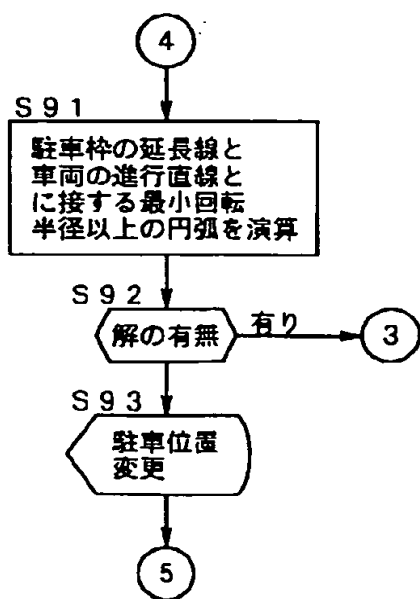 4
S91
駐車枠の延長線と
車両の進行直線と
に接する最小回転
半径以上の円弧を演算
S92
解の有無
有り
3
S93
駐車位置
変更
5